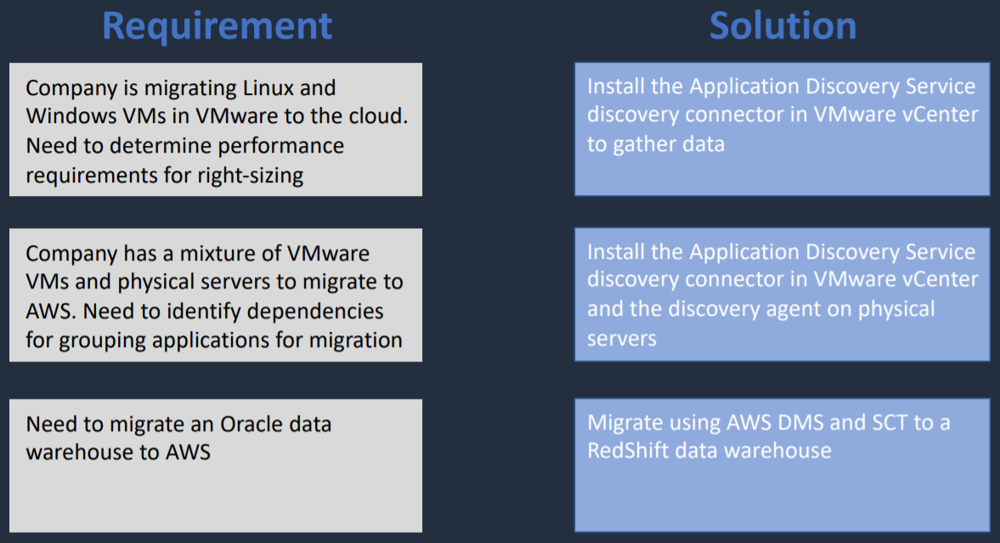 Requirement
Solution
Company is migrating Linux and
Windows VMs in VMware to the cloud.
Need to determine performance
requirements for right-sizing
Install the Application Discovery Service
discovery connector in VMware vCenter
to gather data
Company has a mixture of VMware
VMs and physical servers to migrate to
AWS. Need to identify dependencies
for grouping applications for migration
Install the Application Discovery Service
discovery connector in VMware vCenter
and the discovery agent on physical
servers
Need to migrate an Oracle data
warehouse to AWS
Migrate using AWS DMS and SCT to a
RedShift data warehouse